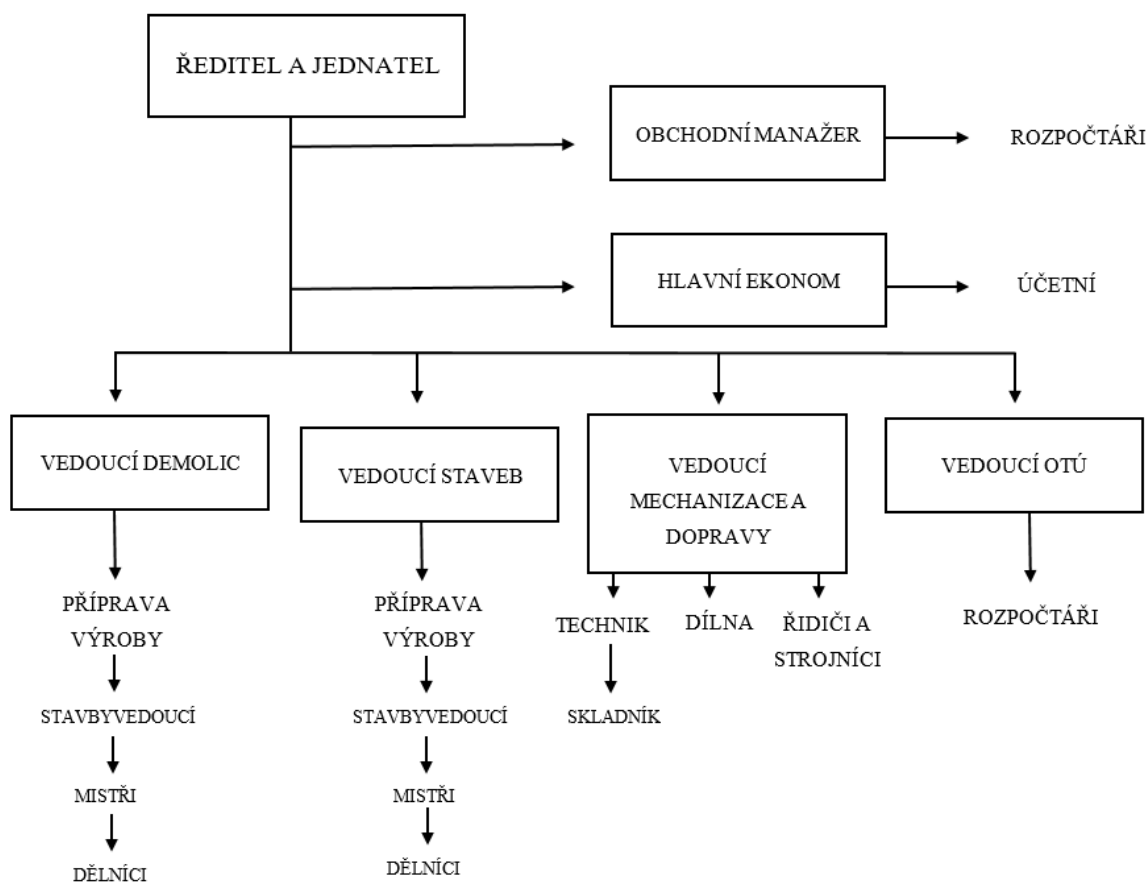 ŘEDITEL A JEDNATEL
OBCHODNÍ MANAŽER
ROZPOČTÁŘI
HLAVNÍ EKONOM
ÚČETNÍ
VEDOUCÍ DEMOLIC
VEDOUCÍ STAVEB
VEDOUCÍ
MECHANIZACE A
DOPRAVY
VEDOUCÍ OTÚ
PŘÍPRAVA
VÝROBY
STAVBYVEDOUCÍ
MISTŘI
DĚLNÍCI
PŘÍPRAVA
VÝROBY
STAVBYVEDOUCÍ
MISTŘI
DĚLNÍCI
TECHNIK
SKLADNÍK
DÍLNA
ŘIDIČI A
STROJNÍCI
ROZPOČTÁŘI